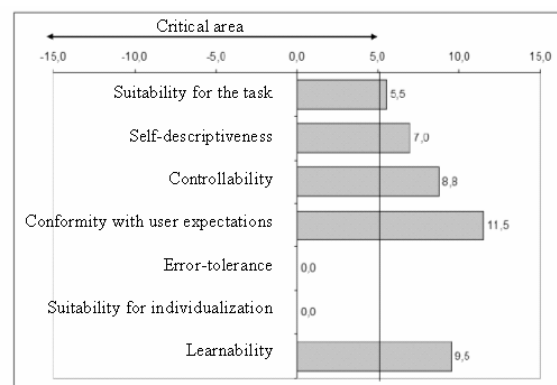 Critical area
-15,0 -10,0 -5,0 0,0 5,0 10,0 15,0
Suitability for the task 5,5
Self-descriptiveness 7,0
Controllability 8,8
Conformity with user expectations 11,5
Error-tolerance 0,0
Suitability for individualization 0,0
Learnability 9,5